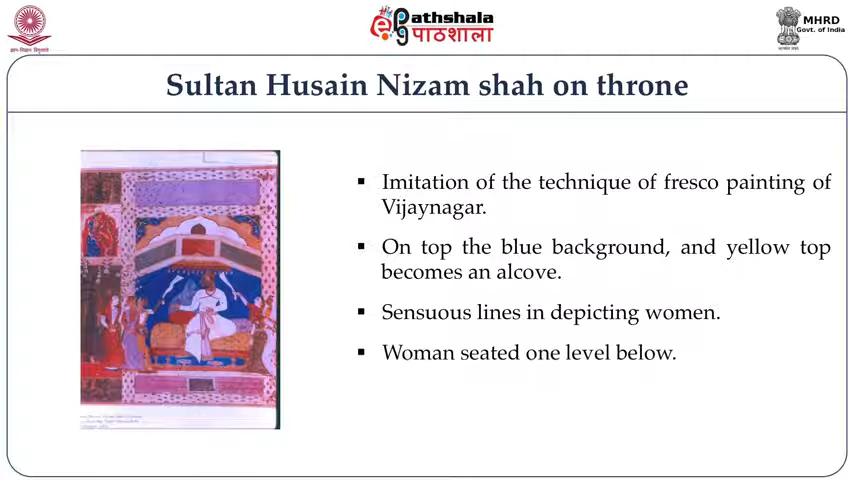 ePathshala
पाठशाला
MHRD
Govt. of India
Sultan Husain Nizam shah on throne
▪ Imitation of the technique of fresco painting of
Vijaynagar.
▪ On top the blue background, and yellow top
becomes an alcove.
▪ Sensuous lines in depicting women.
▪ Woman seated one level below.